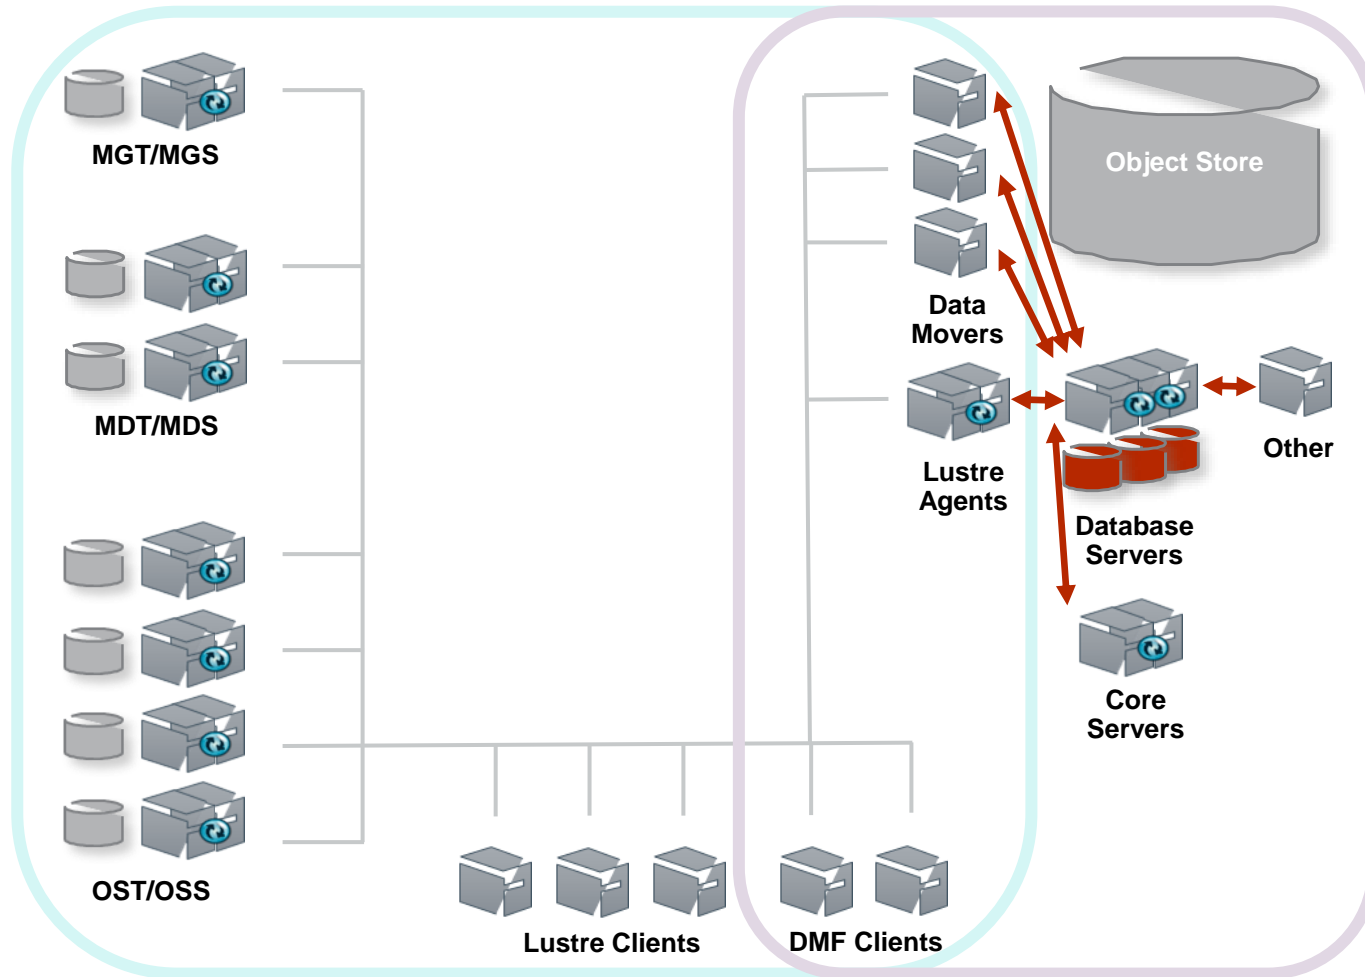 MGT/MGS
Object Store
Data
Movers
MDT/MDS
Lustre
Agents
Other
Database
Servers
Core
Servers
OST/OSS
Lustre Clients
DMF Clients